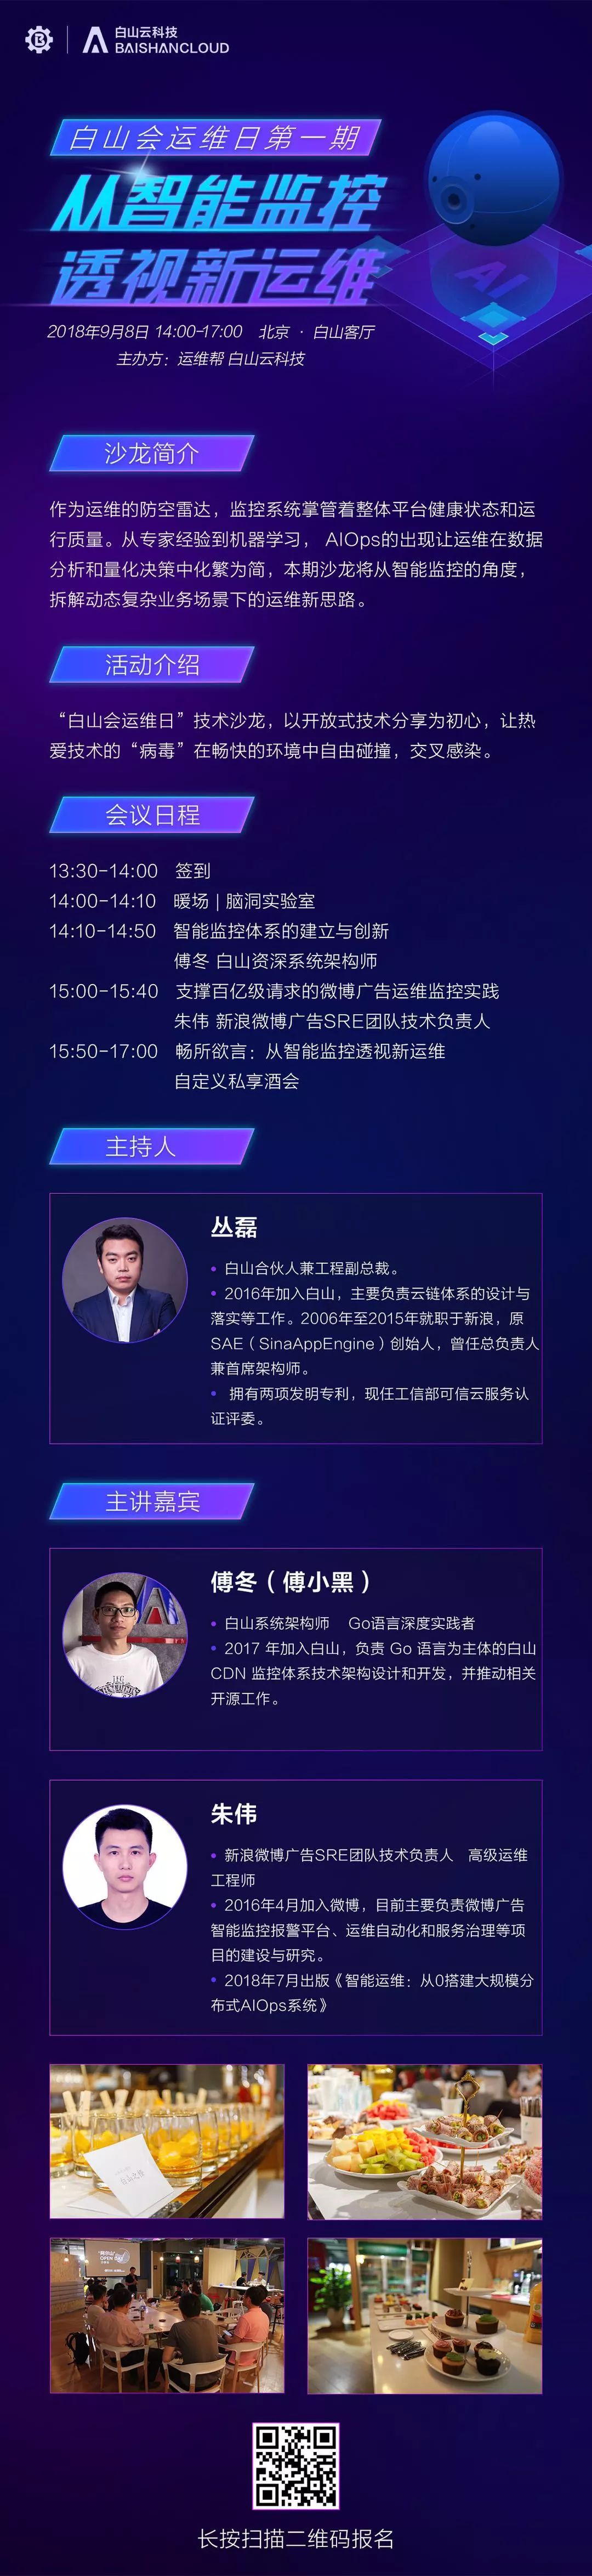 白山云科技
BAISHANCLOUD
白山会运维日第一期
从智能监控
透视新运维
2018年9月8日 14:00-17:00 北京 · 白山客厅
主办方：运维帮 白山云科技
AI
沙龙简介
作为运维的防空雷达，监控系统掌管着整体平台健康状态和运
行质量。从专家经验到机器学习， AIOps的出现让运维在数据
分析和量化决策中化繁为简，本期沙龙将从智能监控的角度，
拆解动态复杂业务场景下的运维新思路。
活动介绍
“白山会运维日”技术沙龙，以开放式技术分享为初心，让热
爱技术的“病毒”在畅快的环境中自由碰撞，交叉感染。
会议日程
13:30-14:00 签到
14:00-14:10 暖场 | 脑洞实验室
14:10-14:50 智能监控体系的建立与创新
傅冬 白山资深系统架构师
15:00-15:40 支撑百亿级请求的微博广告运维监控实践
朱伟 新浪微博广告SRE团队技术负责人
15:50-17:00 畅所欲言：从智能监控透视新运维
自定义私享酒会
主持人
丛磊
• 白山合伙人兼工程副总裁。
• 2016年加入白山，主要负责云链体系的设计与
落实等工作。2006年至2015年就职于新浪，原
SAE（SinaAppEngine）创始人，曾任总负责人
兼首席架构师。
• 拥有两项发明专利，现任工信部可信云服务认
证评委。
主讲嘉宾
傅冬（傅小黑）
• 白山系统架构师 Go语言深度实践者
• 2017 年加入白山，负责 Go 语言为主体的白山
CDN 监控体系技术架构设计和开发，并推动相关
开源工作。
朱伟
• 新浪微博广告SRE团队技术负责人 高级运维
工程师
• 2016年4月加入微博，目前主要负责微博广告
智能监控报警平台、运维自动化和服务治理等项
目的建设与研究。
• 2018年7月出版《智能运维：从0搭建大规模分
布式AIOps系统》
OPEN DAY
长按扫描二维码报名